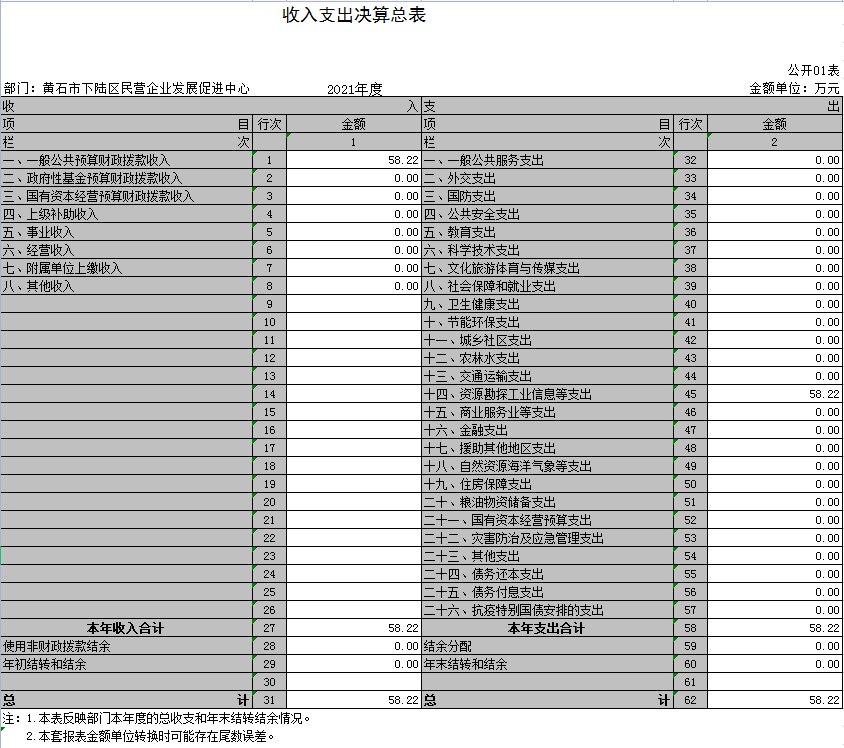 收入支出决算总表
公开01表
部门：黄石市下陆区民营企业发展促进中心 2021年度 金额单位：万元
收 入 支 出
项 目 行次 金额 项 目 行次 金额
栏 次 1 栏 次 2
一、一般公共预算财政拨款收入 1 58.22 一、一般公共服务支出 32 0.00
二、政府性基金预算财政拨款收入 2 0.00 二、外交支出 33 0.00
三、国有资本经营预算财政拨款收入 3 0.00 三、国防支出 34 0.00
四、上级补助收入 4 0.00 四、公共安全支出 35 0.00
五、事业收入 5 0.00 五、教育支出 36 0.00
六、经营收入 6 0.00 六、科学技术支出 37 0.00
七、附属单位上缴收入 7 0.00 七、文化旅游体育与传媒支出 38 0.00
八、其他收入 8 0.00 八、社会保障和就业支出 39 0.00
9 九、卫生健康支出 40 0.00
10 十、节能环保支出 41 0.00
11 十一、城乡社区支出 42 0.00
12 十二、农林水支出 43 0.00
13 十三、交通运输支出 44 0.00
14 十四、资源勘探工业信息等支出 45 58.22
15 十五、商业服务业等支出 46 0.00
16 十六、金融支出 47 0.00
17 十七、援助其他地区支出 48 0.00
18 十八、自然资源海洋气象等支出 49 0.00
19 十九、住房保障支出 50 0.00
20 二十、粮油物资储备支出 51 0.00
21 二十一、国有资本经营预算支出 52 0.00
22 二十二、灾害防治及应急管理支出 53 0.00
23 二十三、其他支出 54 0.00
24 二十四、债务还本支出 55 0.00
25 二十五、债务付息支出 56 0.00
26 二十六、抗疫特别国债安排的支出 57 0.00
本年收入合计 27 58.22 本年支出合计 58 58.22
使用非财政拨款结余 28 0.00 结余分配 59 0.00
年初结转和结余 29 0.00 年末结转和结余 60 0.00
30 61
总 计 31 58.22 总 计 62 58.22
注：1.本表反映部门本年度的总收支和年末结转结余情况。
2.本套报表金额单位转换时可能存在尾数误差。